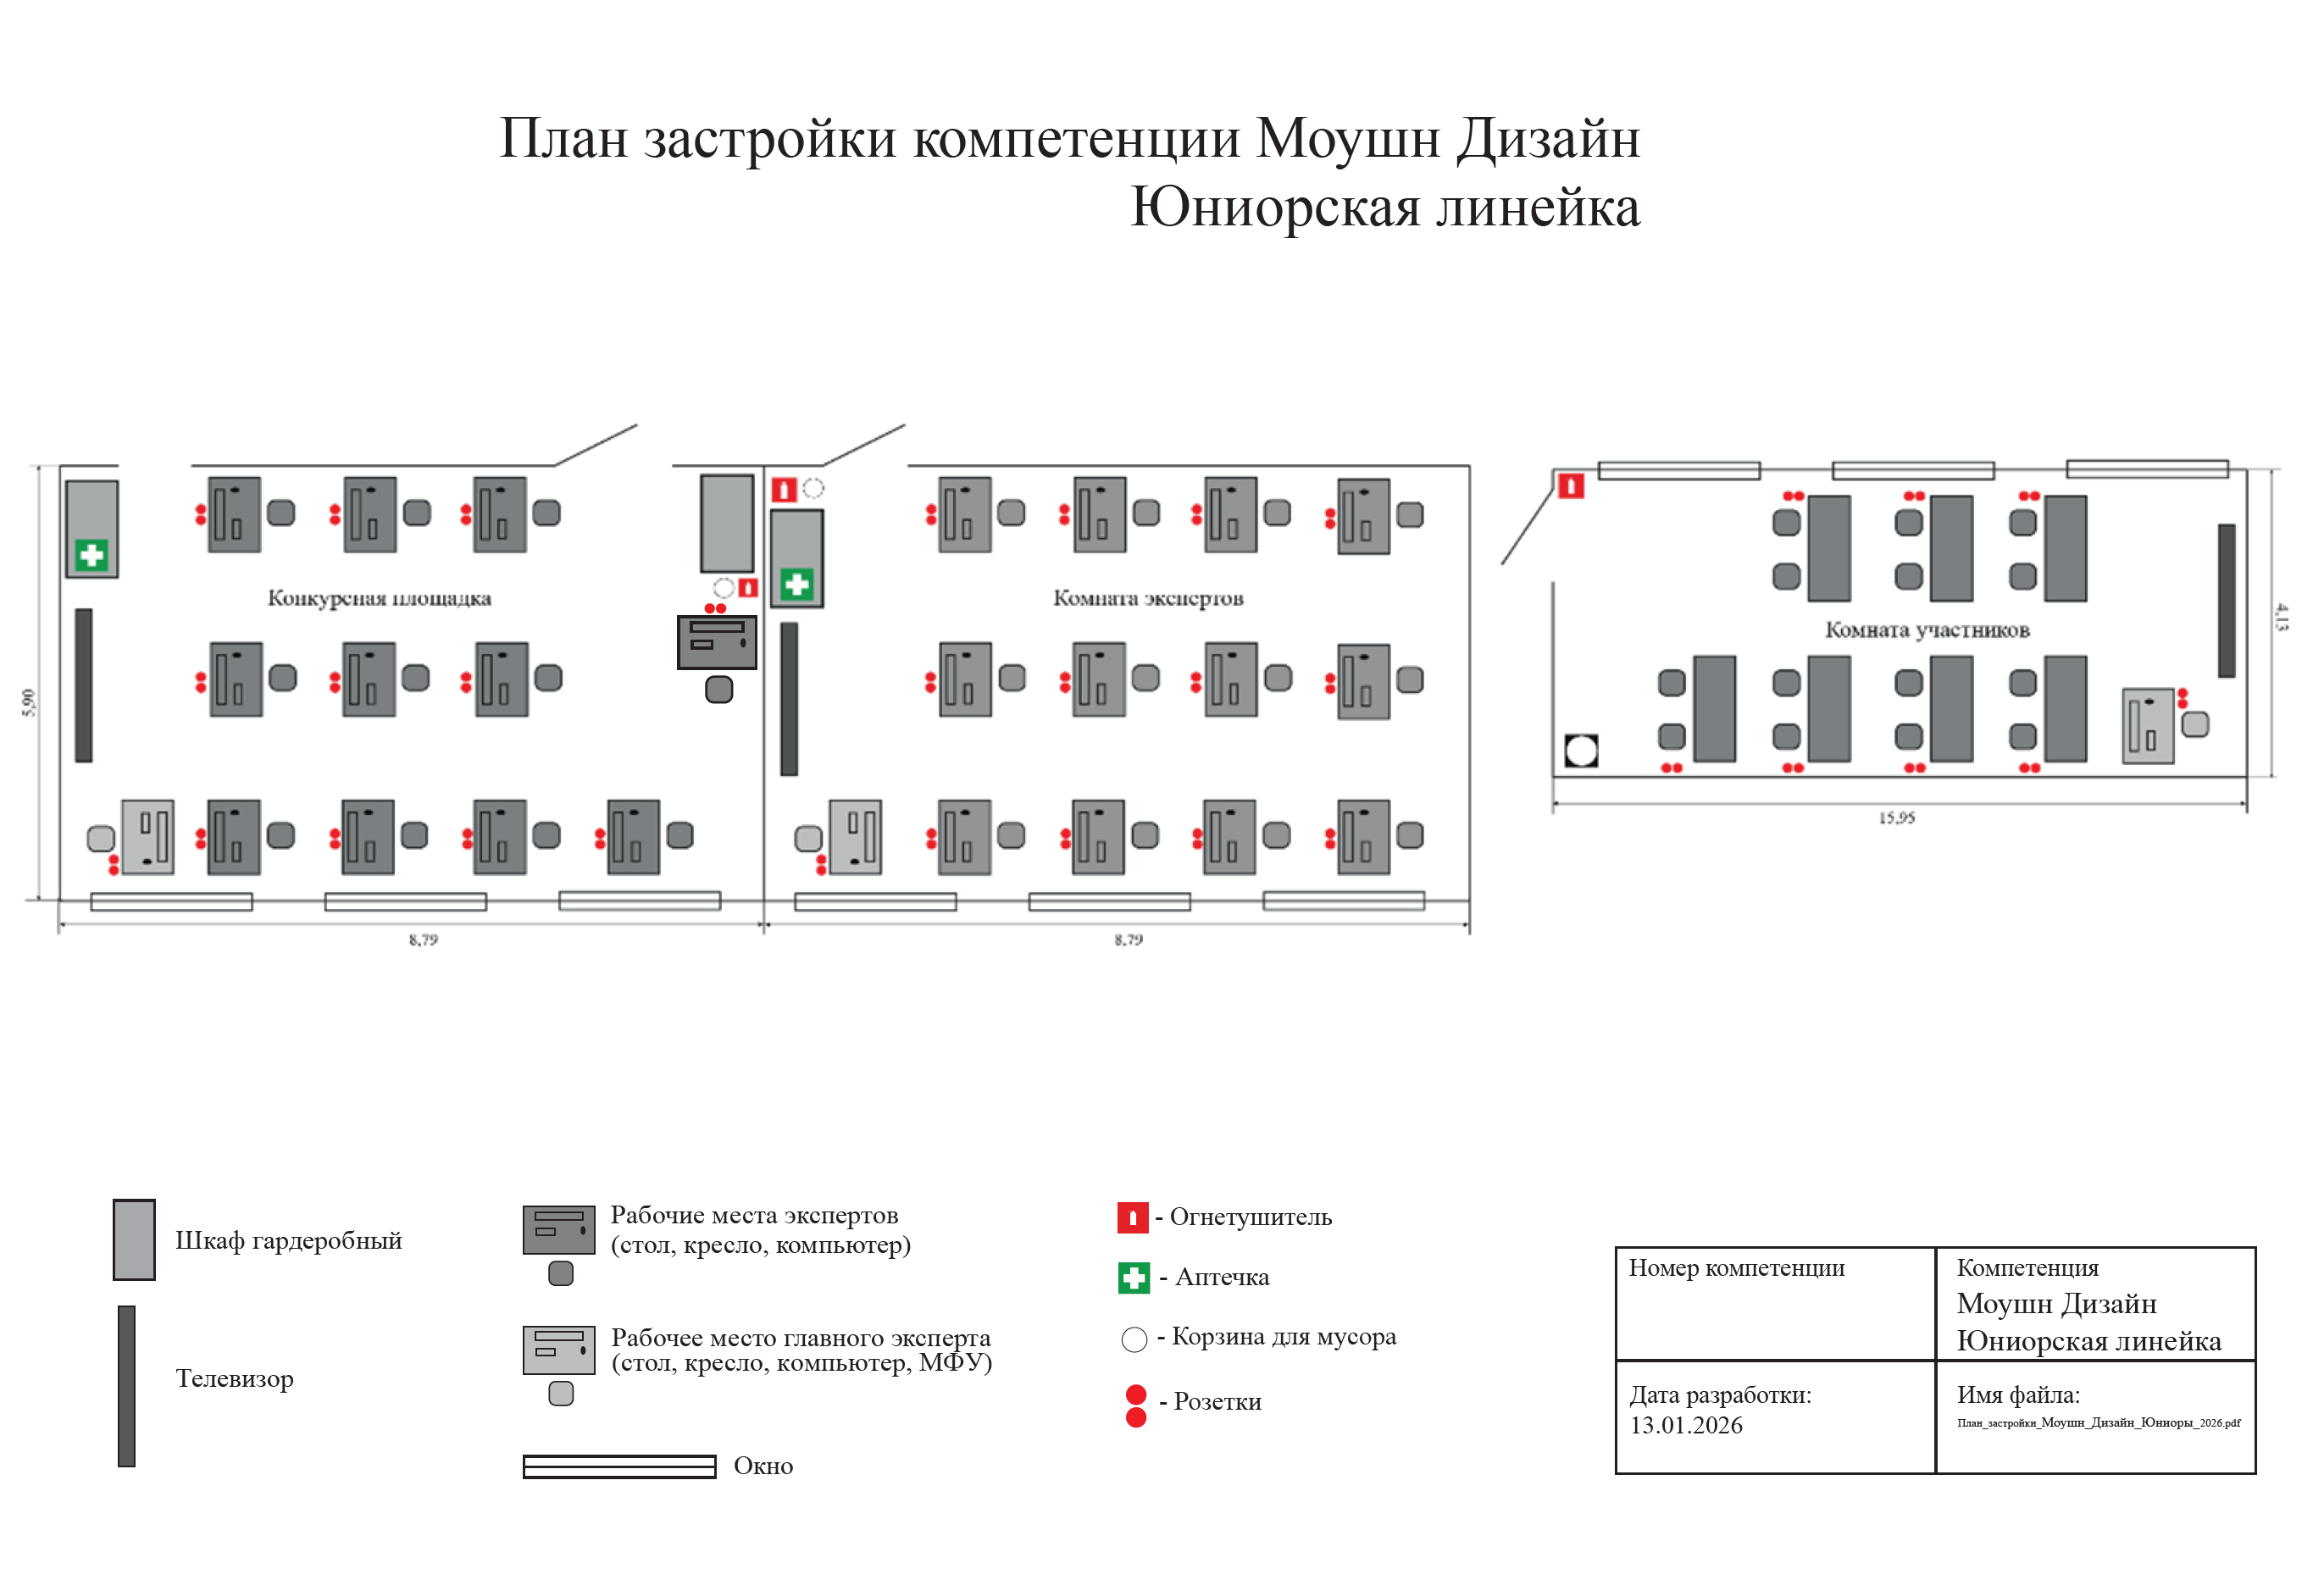 План застройки компетенции Моушн Дизайн
Юниорская линейка
Конкурсная площадка
Комната экспертов
Комната участников
5,90
8,79
8,79
4,13
15,95
Шкаф гардеробный
Телевизор
Рабочие места экспертов
(стол, кресло, компьютер)
Рабочее место главного эксперта
(стол, кресло, компьютер, МФУ)
Окно
- Огнетушитель
- Аптечка
- Корзина для мусора
- Розетки
Номер компетенции
Компетенция
Моушн Дизайн
Юниорская линейка
Дата разработки:
13.01.2026
Имя файла:
План_застройки_Моушн_Дизайн_Юниоры_2026.pdf